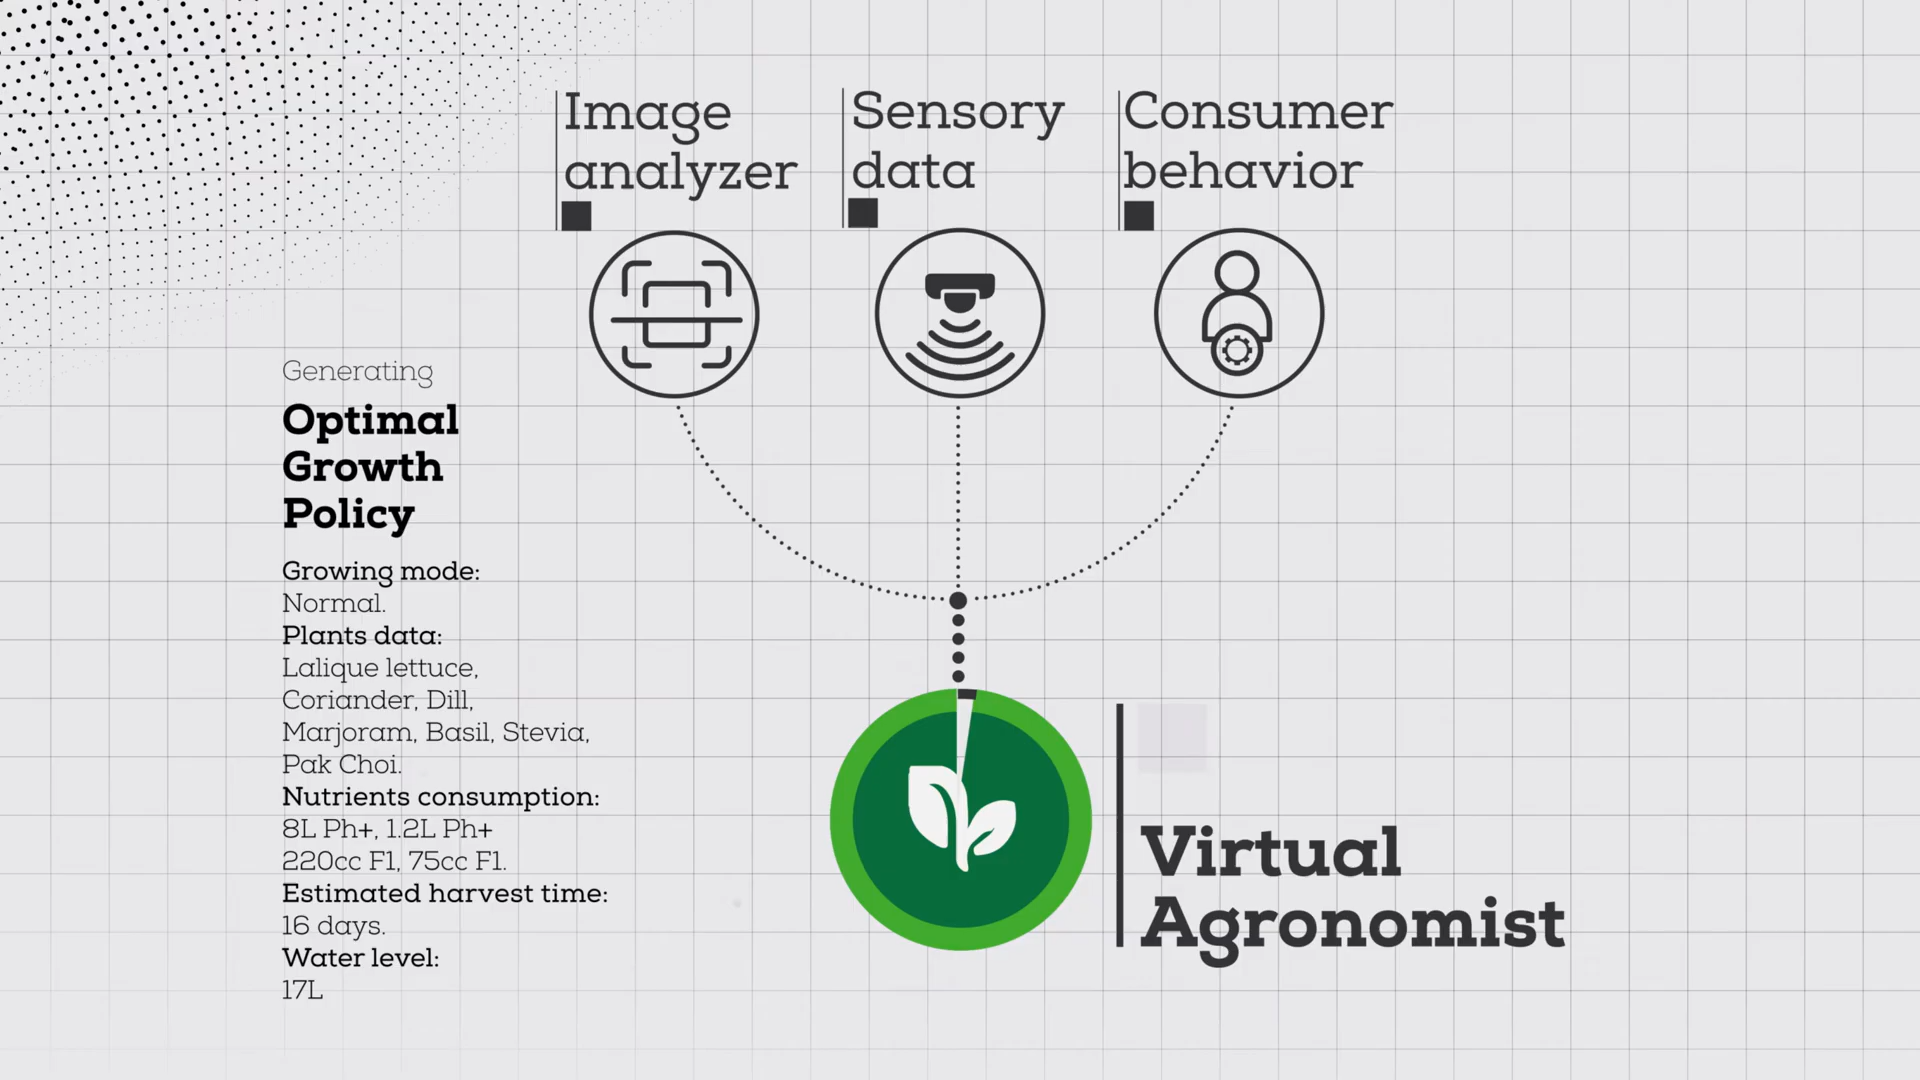 Image
analyzer
Sensory
data
Consumer
behavior
Generating
Optimal
Growth
Policy
Growing mode:
Normal.
Plants data:
Lalique lettuce,
Coriander, Dill,
Marjoram, Basil, Stevia,
Pak Choi.
Nutrients consumption:
8L Ph+, 1.2L Ph+
220cc F1, 75cc F1.
Estimated harvest time:
16 days.
Water level:
17L
Virtual
Agronomist